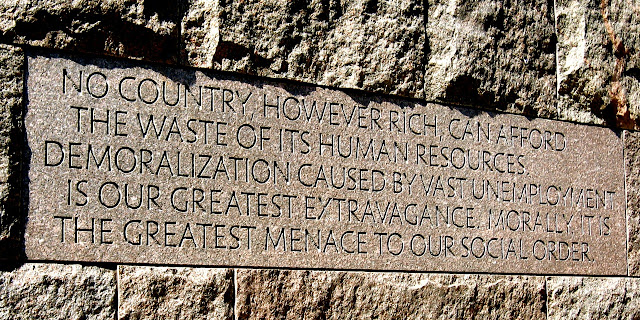 NO COUNTRY, HOWEVER RICH, CAN AFFORD
THE WASTE OF ITS HUMAN RESOURCES.
DEMORALIZATION CAUSED BY VAST UNEMPLOYMENT
IS OUR GREATEST EXTRAVAGANCE. MORALLY, IT IS
THE GREATEST MENACE TO OUR SOCIAL ORDER.